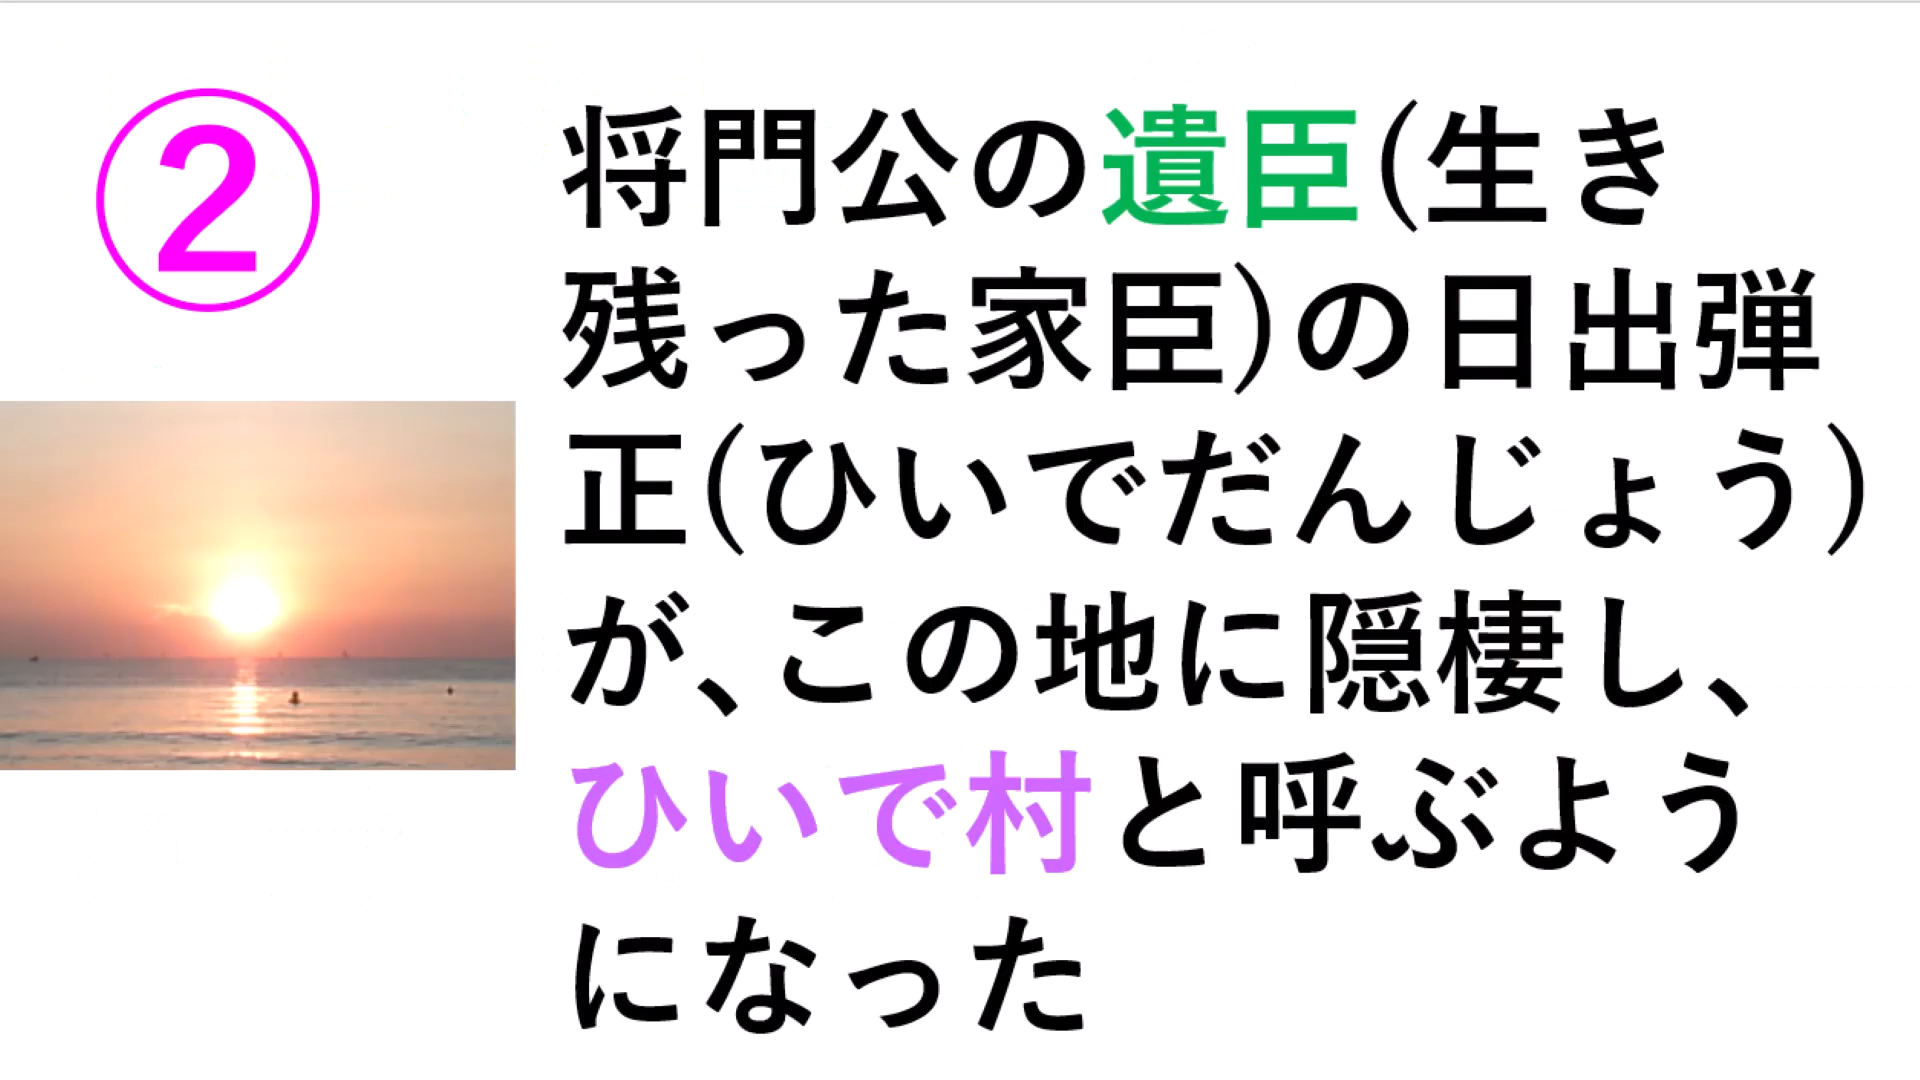 ②
将門公の遺臣(生き
残った家臣)の日出弾
正(ひいでだんじょう)
が、この地に隠棲し、
ひいで村と呼ぶよう
になった